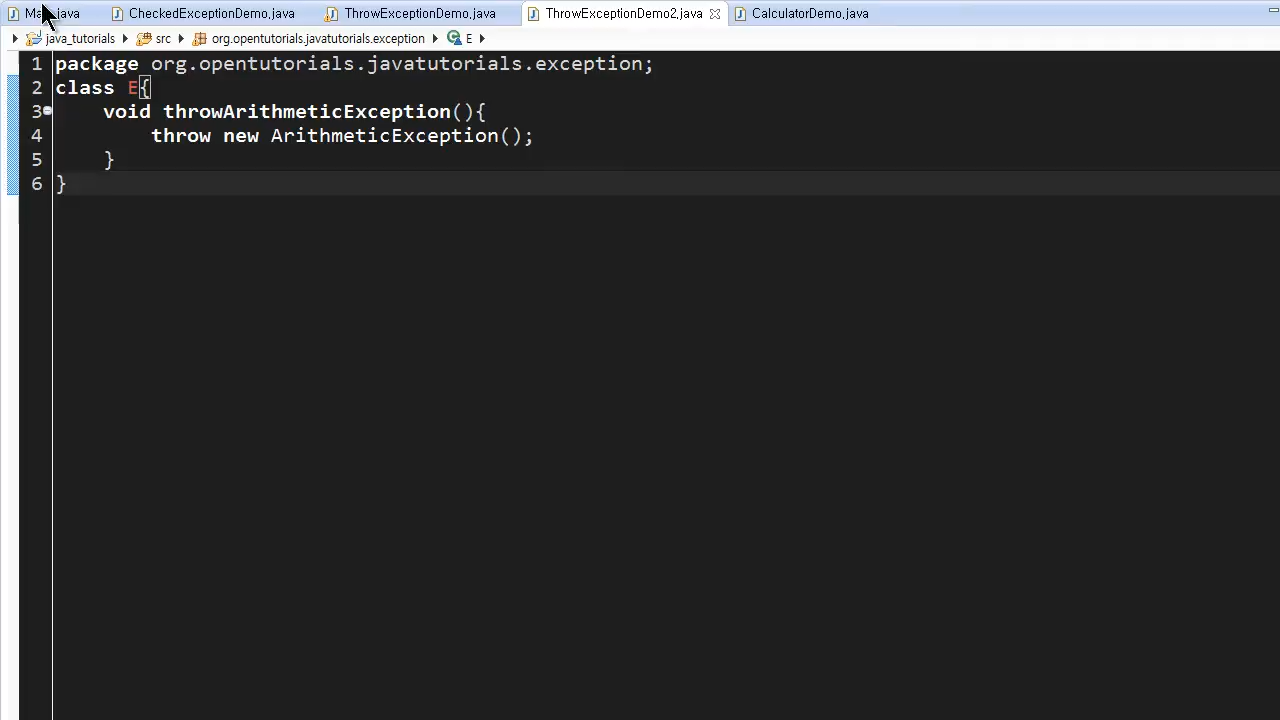 Main.java CheckedExceptionDemo.java ThrowExceptionDemo.java ThrowExceptionDemo2.java CalculatorDemo.java
java_tutorials src org.opentutorials.javatutorials.exception E
1 package org.opentutorials.javatutorials.exception;
2 class E{
3 void throwArithmeticException(){
4 throw new ArithmeticException();
5 }
6 }